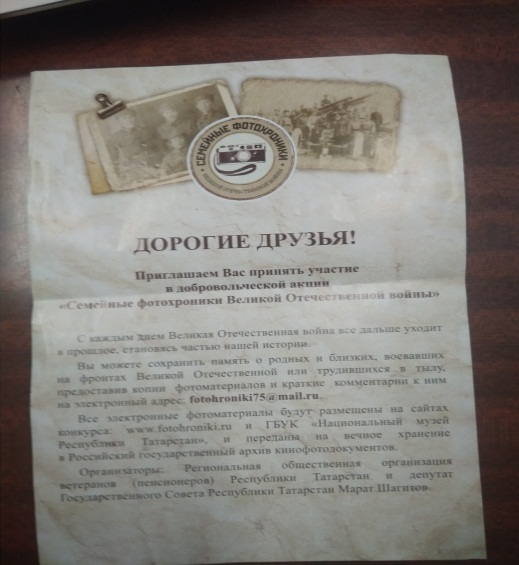 СЕМЕЙНЫЕ ФОТОХРОНИКИ
ВЕЛИКОЙ ОТЕЧЕСТВЕННОЙ ВОЙНЫ
ДОРОГИЕ ДРУЗЬЯ!
Приглашаем Вас принять участие
в добровольческой акции
«Семейные фотохроники Великой Отечественной войны»
С каждым днем Великая Отечественная война все дальше уходит
в прошлое, становясь частью нашей истории.
Вы можете сохранить память о родных и близких, воевавших
на фронтах Великой Отечественной или трудившихся в тылу,
предоставив копии фотоматериалов и краткие комментарии к ним
на электронный адрес: fotohroniki75@mail.ru.
Все электронные фотоматериалы будут размещены на сайтах
конкурса: www.fotohroniki.ru и ГБУК «Национальный музей
Республики Татарстан», и переданы на вечное хранение
в Российский государственный архив кинофотодокументов.
Организаторы: Региональная общественная организация
ветеранов (пенсионеров) Республики Татарстан и депутат
Государственного Совета Республики Татарстан Марат Шагитов.